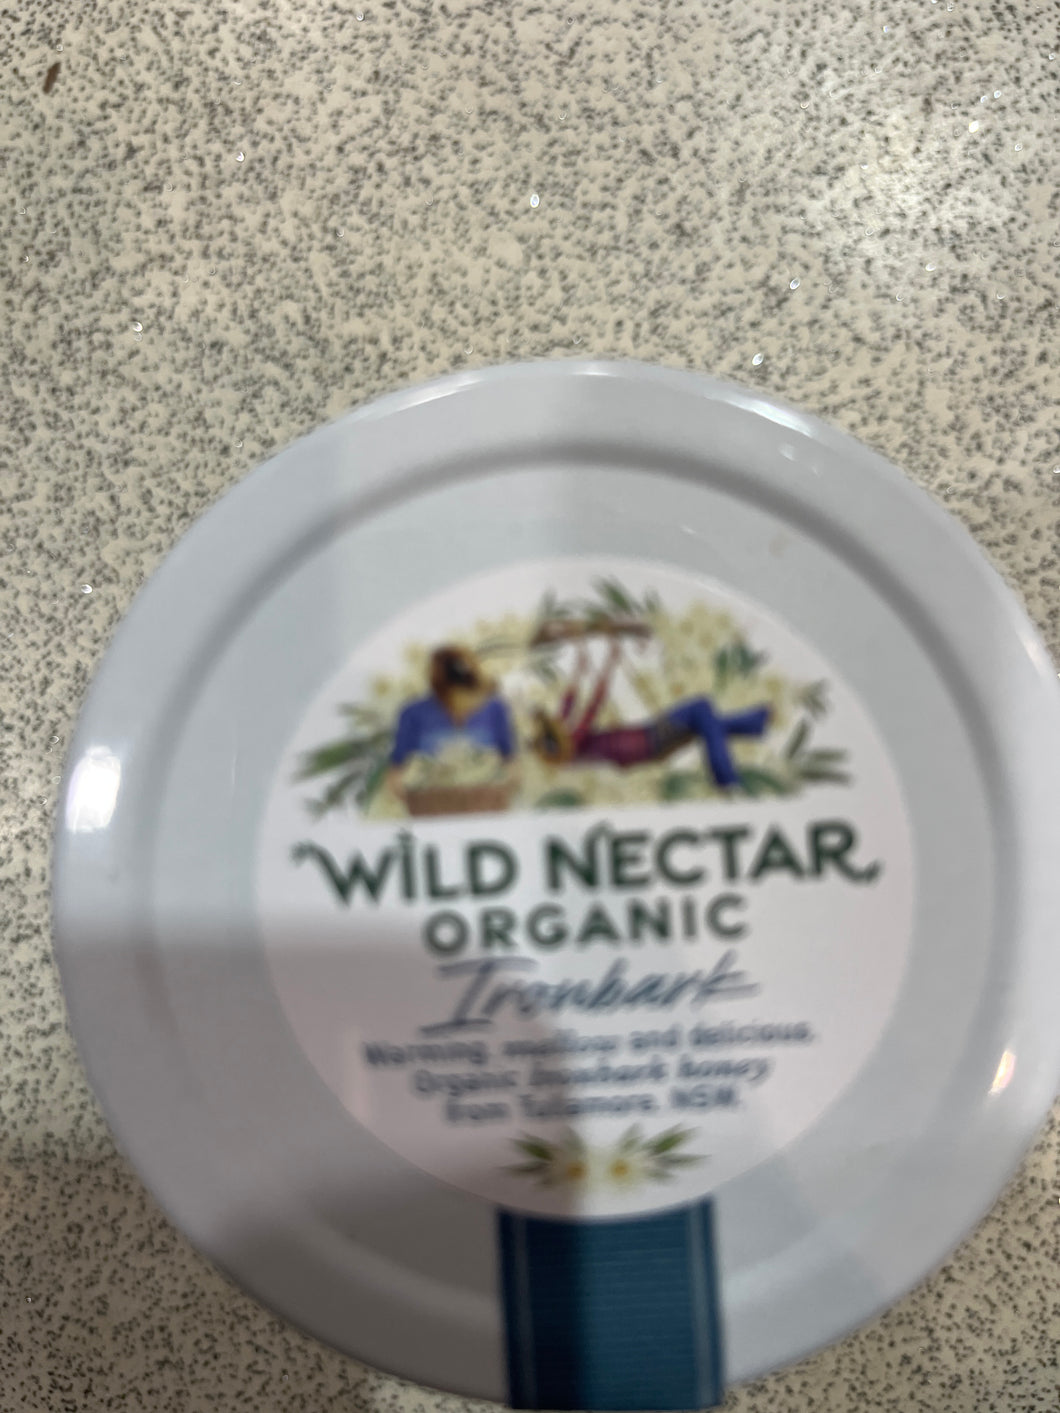 WILD NECTAR
ORGANIC
Ironbark
Warming, mellow and delicious.
Organic Ironbark honey
from Tullamore, NSW.